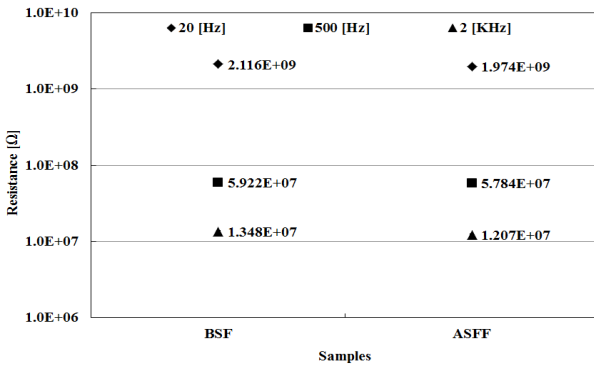 1.0E+10
20 [Hz] 500 [Hz] 2 [KHz]
2.116E+09 1.974E+09
1.0E+09
1.0E+08
5.922E+07 5.784E+07
1.348E+07 1.207E+07
1.0E+07
1.0E+06
Resistance [Ω]
BSF ASFF
Samples